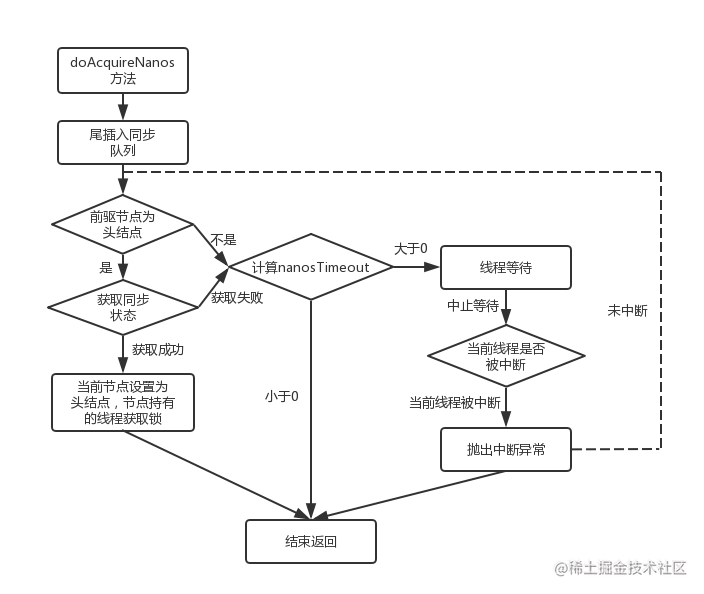 doAcquireNanos
方法
尾插入同步
队列
前驱节点为
头结点
不是
是
获取同步
状态
获取失败
获取成功
当前节点设置为
头结点，节点持有
的线程获取锁
计算nanosTimeout
大于0
小于0
线程等待
中止等待
当前线程是否
被中断
未中断
当前线程被中断
抛出中断异常
结束返回
@稀土掘金技术社区